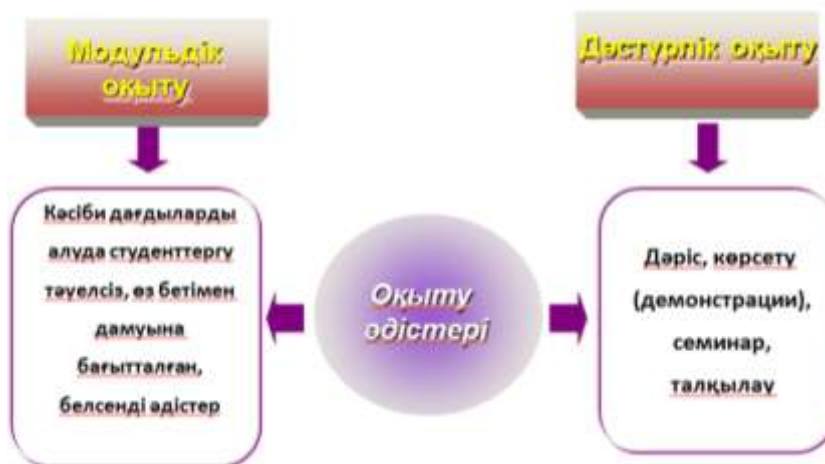 Модульдік
оқыту
Дәстүрлік оқыту
Кәсіби дағдыларды
алуда студенттергү
тәуелсіз, өз бетімен
дамуына
бағытталған,
белсенді әдістер
Оқыту
әдістері
Дәріс, көрсету
(демонстрации),
семинар,
талқылау